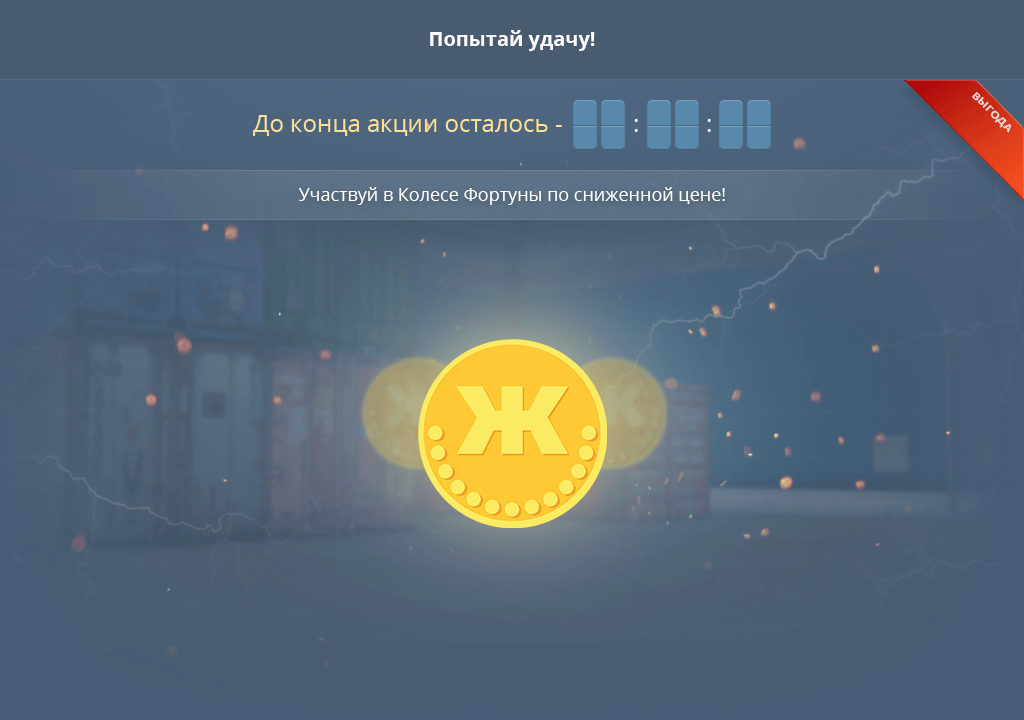 Попытай удачу!
До конца акции осталось - : :
ВЫГОДА
Участвуй в Колесе Фортуны по сниженной цене!
Ж